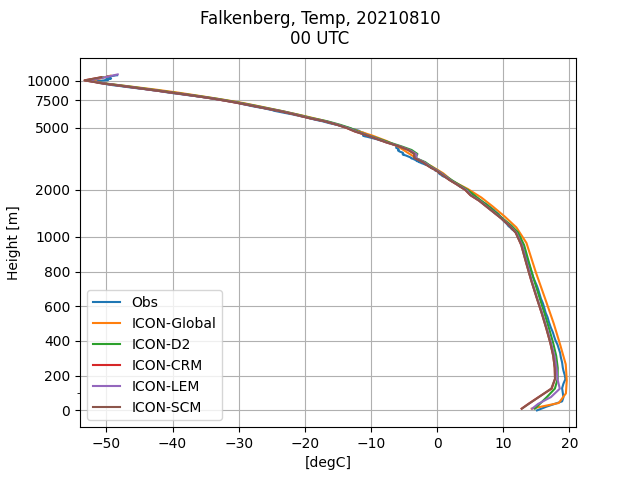 Falkenberg, Temp, 20210810
00 UTC
10000
7500
5000
2000
1000
800
600
400
200
0
Height [m]
Obs
ICON-Global
ICON-D2
ICON-CRM
ICON-LEM
ICON-SCM
−50
−40
−30
−20
−10
0
10
20
[degC]